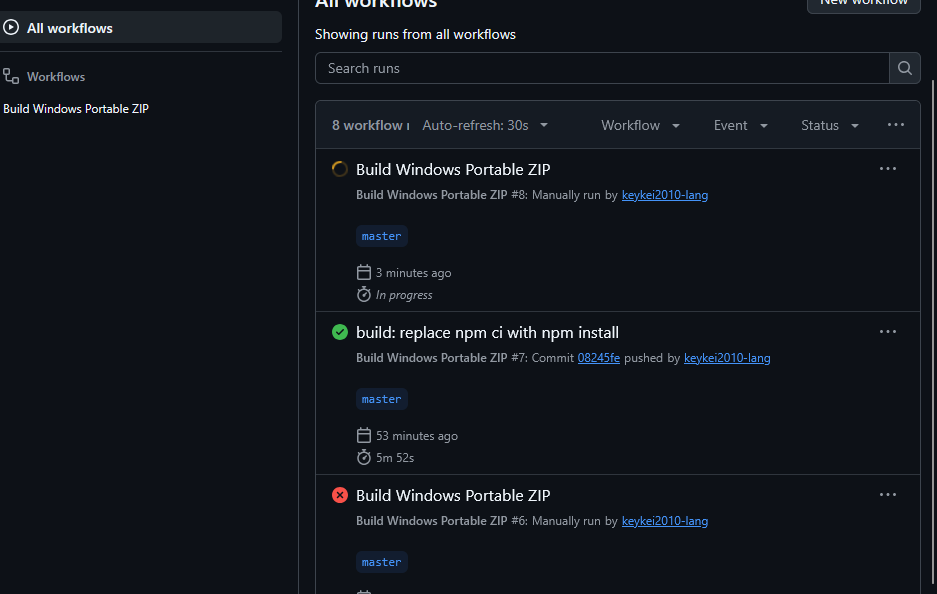 All workflows
New workflow
All workflows
Showing runs from all workflows
Workflows
Search runs
Build Windows Portable ZIP
8 workflow
Auto-refresh: 30s
Workflow
Event
Status
Build Windows Portable ZIP
Build Windows Portable ZIP #8: Manually run by keykei2010-lang
master
3 minutes ago
In progress
build: replace npm ci with npm install
Build Windows Portable ZIP #7: Commit 08245fe pushed by keykei2010-lang
master
53 minutes ago
5m 52s
Build Windows Portable ZIP
Build Windows Portable ZIP #6: Manually run by keykei2010-lang
master